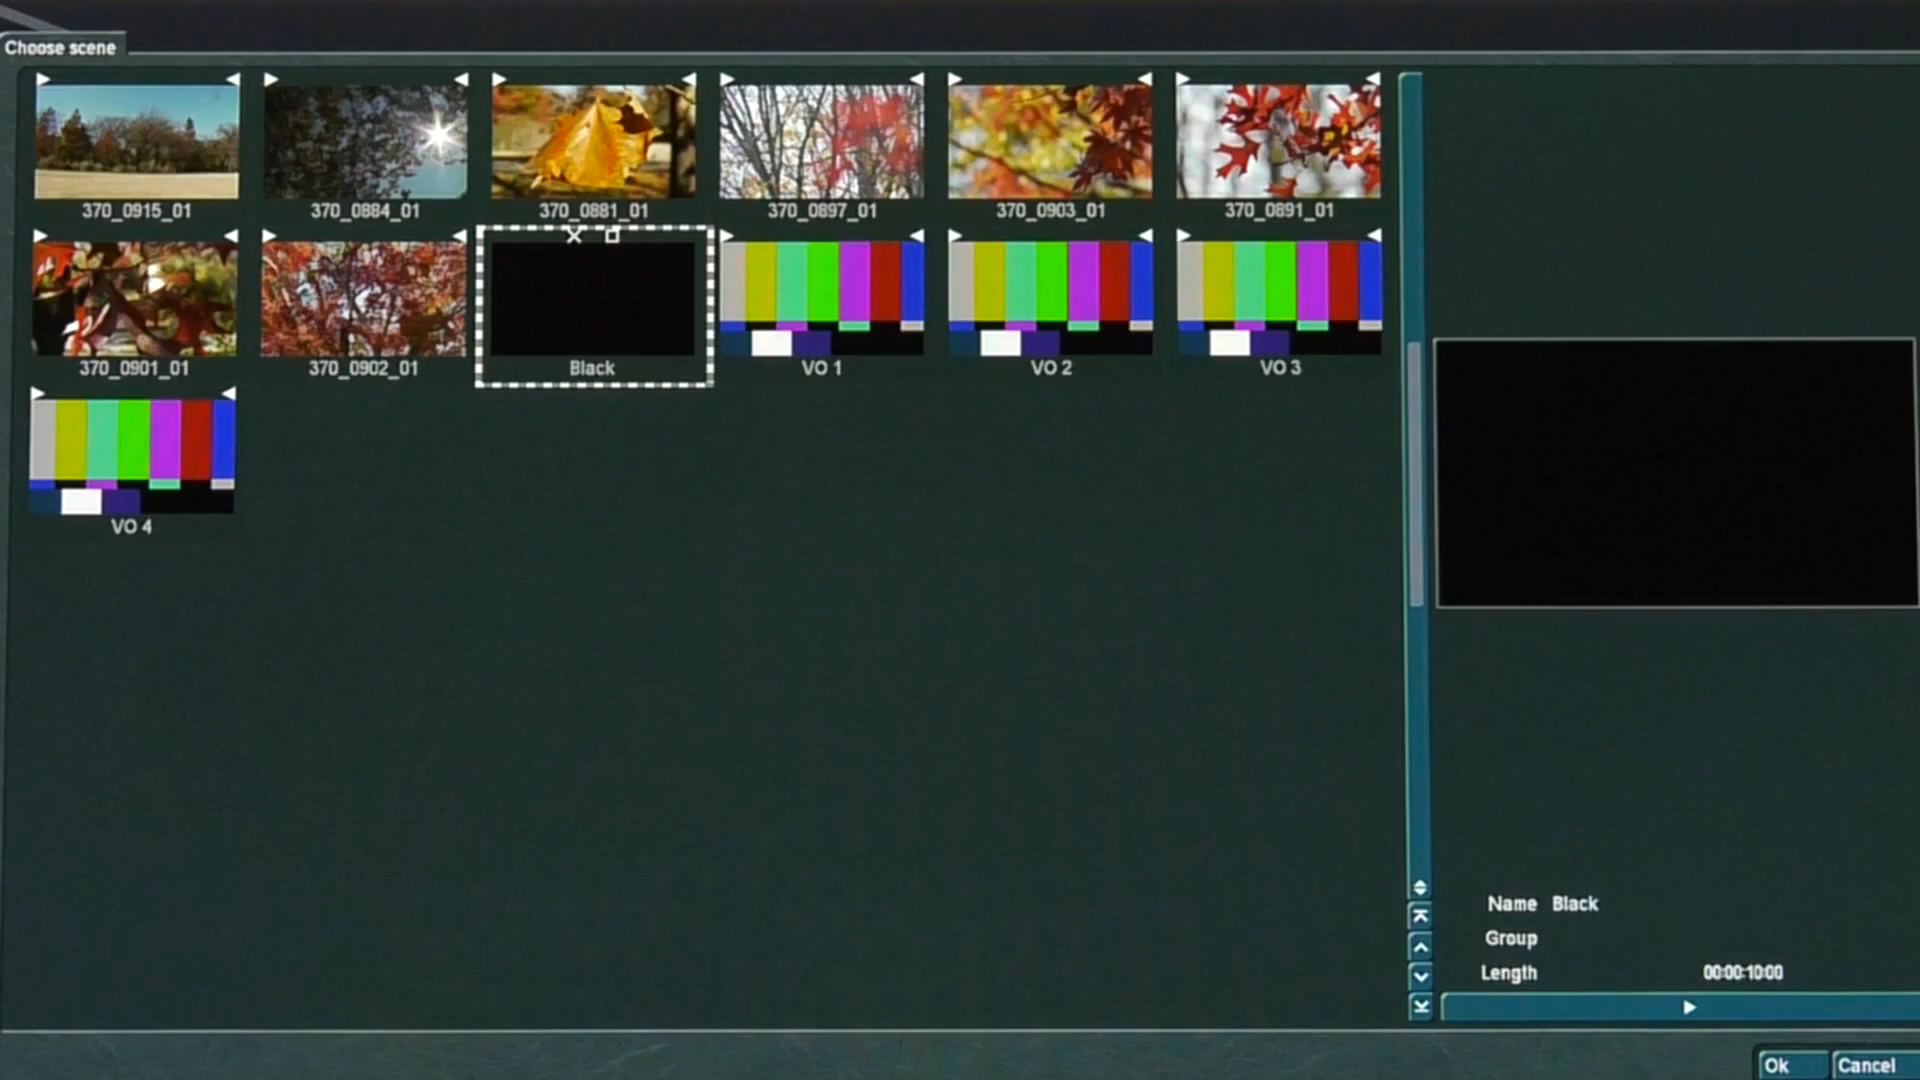 Choose scene
370_0915_01
370_0884_01
370_0881_01
370_0897_01
370_0903_01
370_0891_01
370_0901_01
370_0902_01
Black
VO 1
VO 2
VO 3
VO 4
Name Black
Group
Length 00:00:10:00
Ok
Cancel